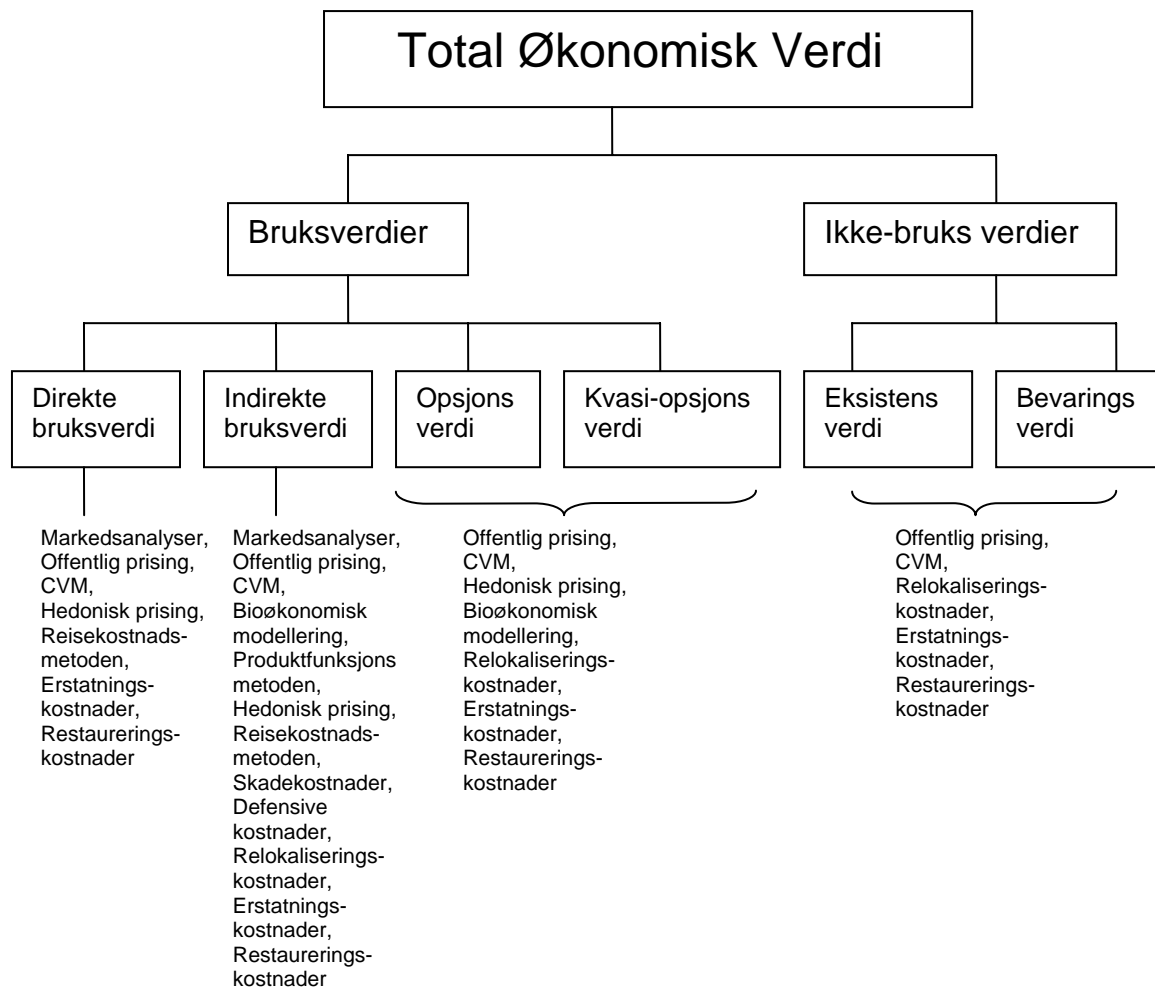 Total Økonomisk Verdi
Bruksverdier
Ikke-bruks verdier
Direkte
bruksverdi
Indirekte
bruksverdi
Opsjons
verdi
Kvasi-opsjons
verdi
Eksistens
verdi
Bevarings
verdi
Markedsanalyser,
Offentlig prising,
CVM,
Hedonisk prising,
Reisekostnads-
metoden,
Erstatnings-
kostnader,
Restaurerings-
kostnader
Markedsanalyser,
Offentlig prising,
CVM,
Bioøkonomisk
modellering,
Produktfunksjons
metoden,
Hedonisk prising,
Reisekostnads-
metoden,
Skadekostnader,
Defensive
kostnader,
Relokaliserings-
kostnader,
Erstatnings-
kostnader,
Restaurerings-
kostnader
Offentlig prising,
CVM,
Hedonisk prising,
Bioøkonomisk
modellering,
Relokaliserings-
kostnader,
Erstatnings-
kostnader,
Restaurerings-
kostnader
Offentlig prising,
CVM,
Relokaliserings-
kostnader,
Erstatnings-
kostnader,
Restaurerings-
kostnader